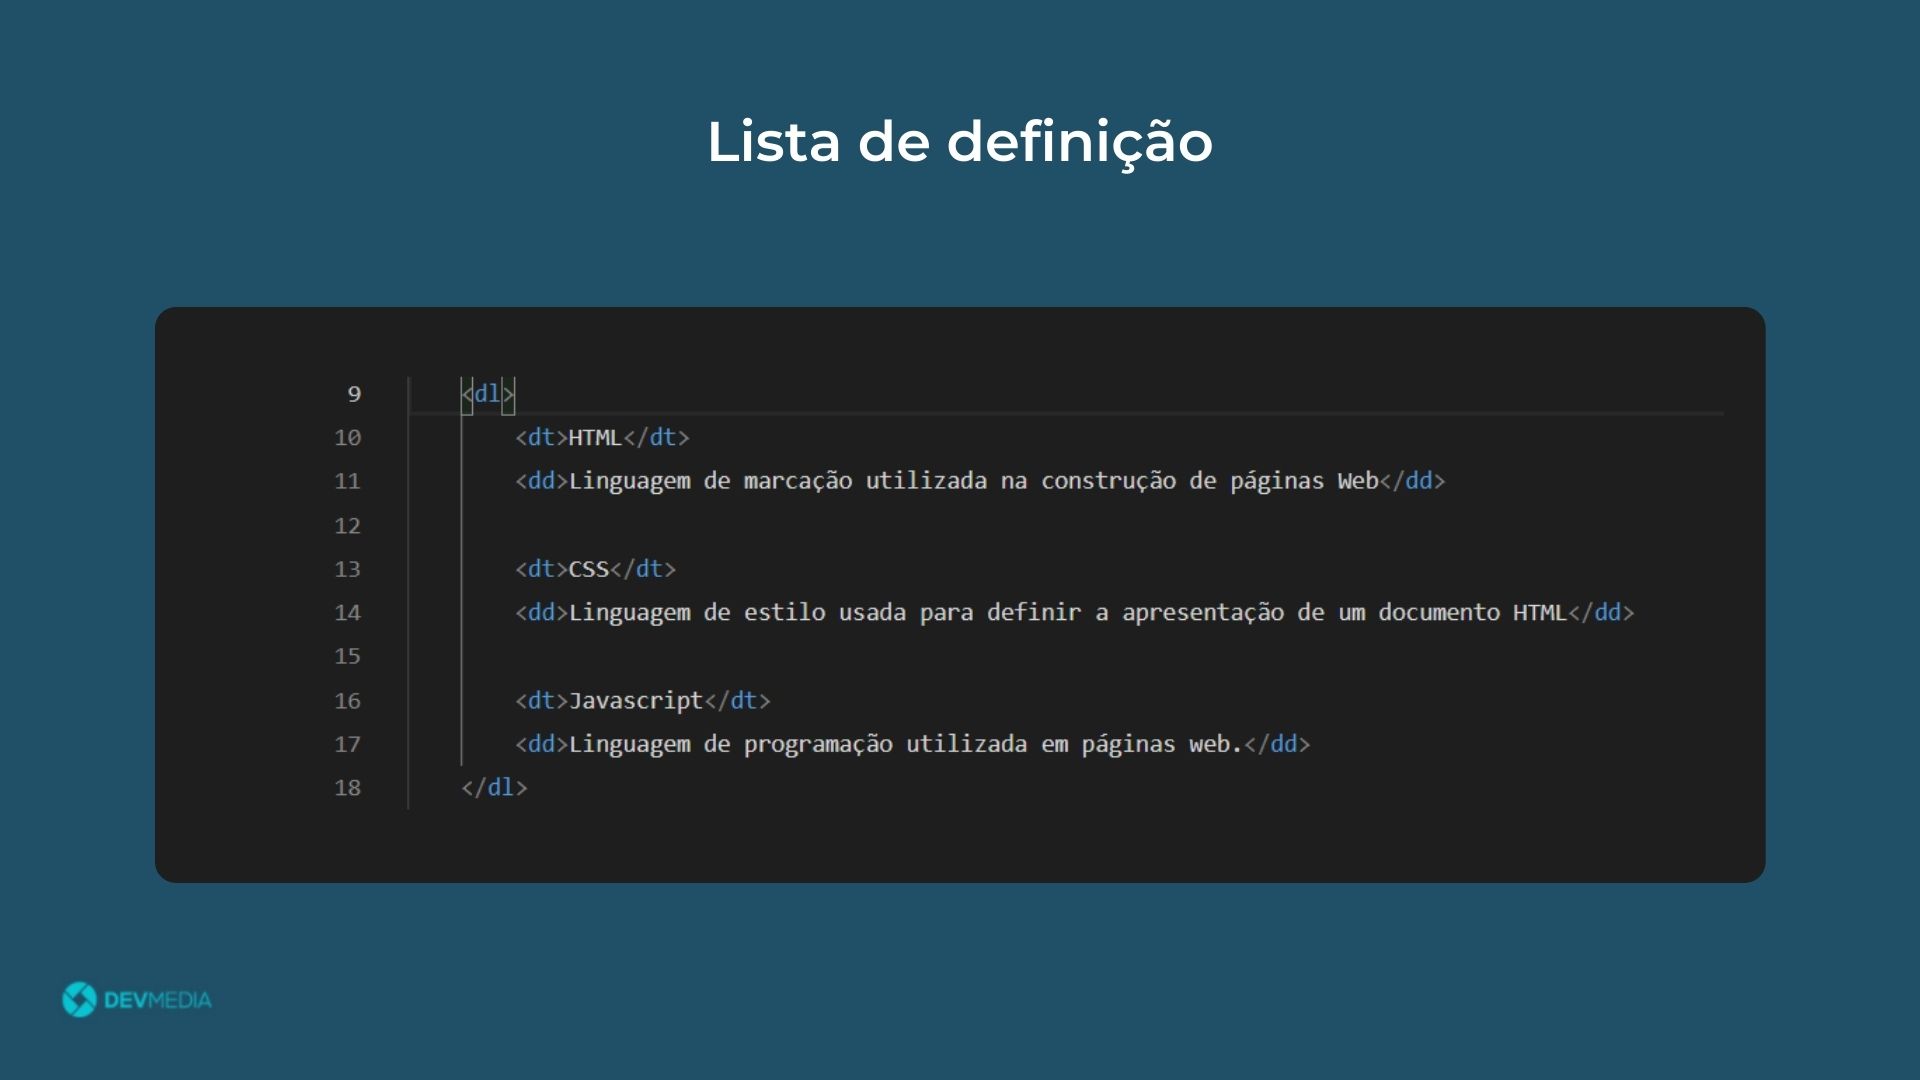 Lista de definição
9 <dl>
10 <dt>HTML</dt>
11 <dd>Linguagem de marcação utilizada na construção de páginas Web</dd>
12
13 <dt>CSS</dt>
14 <dd>Linguagem de estilo usada para definir a apresentação de um documento HTML</dd>
15
16 <dt>Javascript</dt>
17 <dd>Linguagem de programação utilizada em páginas web.</dd>
18 </dl>
DEVMEDIA